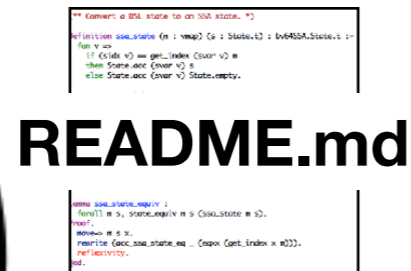 (** Convert a DSL state to an SSA state. *)
Definition ssa_state (m : vmap) (s : State.t) : bv64SSA.State.t :=
fun v =>
if (sidx v) == get_index (svar v) m
then State.acc (svar v) s
else State.acc (svar v) State.empty.
README.md
Lemma ssa_state_equiv :
forall m s, state_equiv m s (ssa_state m s).
Proof.
move=> m s x.
rewrite (acc_ssa_state_eq _ (eqxx (get_index x m))).
reflexivity.
Qed.